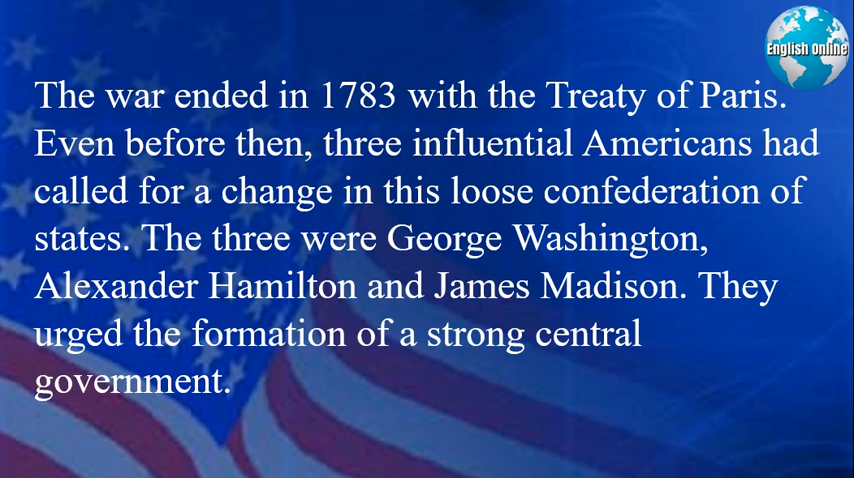 English Online
The war ended in 1783 with the Treaty of Paris.
Even before then, three influential Americans had
called for a change in this loose confederation of
states. The three were George Washington,
Alexander Hamilton and James Madison. They
urged the formation of a strong central
government.